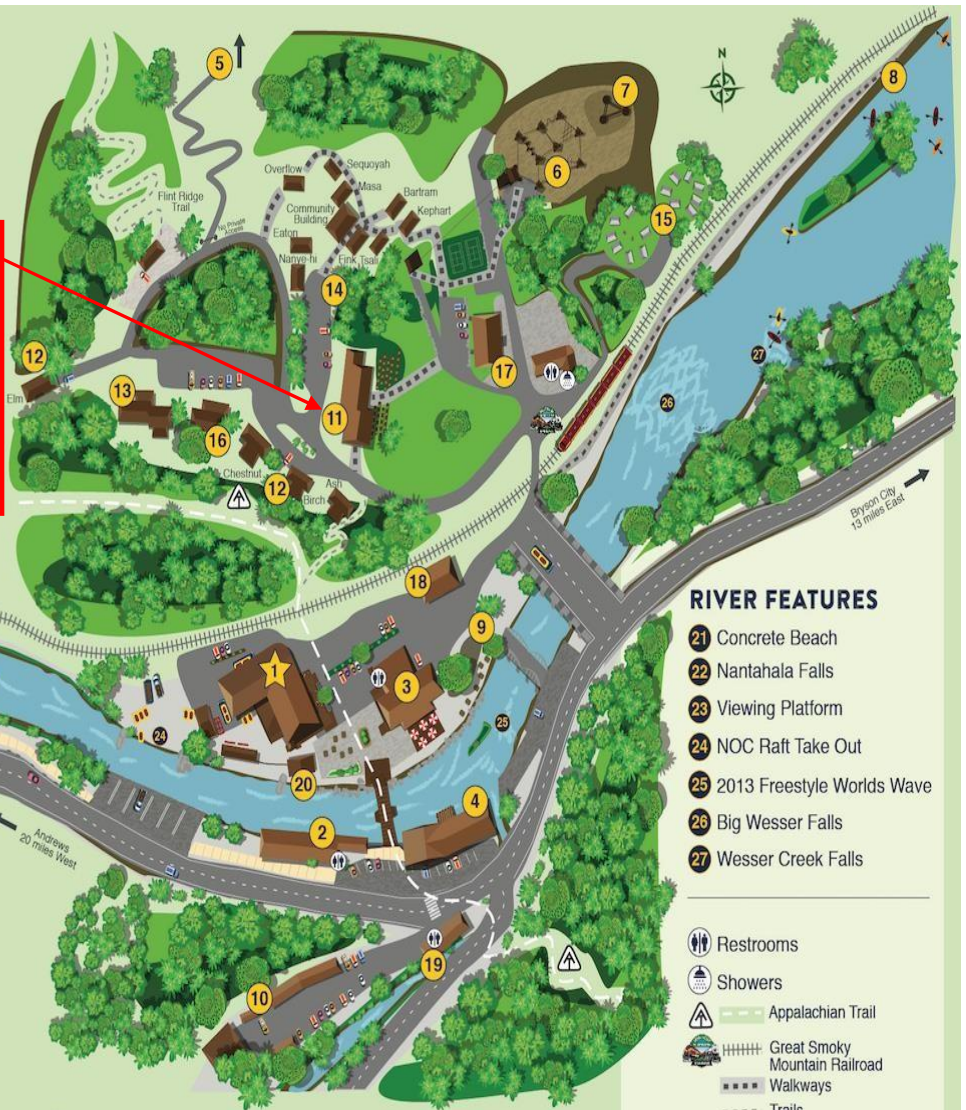 5
N
8
7
Overflow
Sequoyah
Masa
6
Bartram
Kephart
Flint Ridge
Trail
Community
Building
15
No Private
Access
Eaton
Nanye-hi
Fink
Tsali
14
27
12
Elm
13
17
26
11
16
Chestnut
12
Ash
Birch
Bryson City
13 miles East
18
9
1
3
25
24
20
4
2
Andrews
20 miles West
19
10
RIVER FEATURES
21 Concrete Beach
22 Nantahala Falls
23 Viewing Platform
24 NOC Raft Take Out
25 2013 Freestyle Worlds Wave
26 Big Wesser Falls
27 Wesser Creek Falls
Restrooms
Showers
Appalachian Trail
Great Smoky
Mountain Railroad
Walkways
Trails